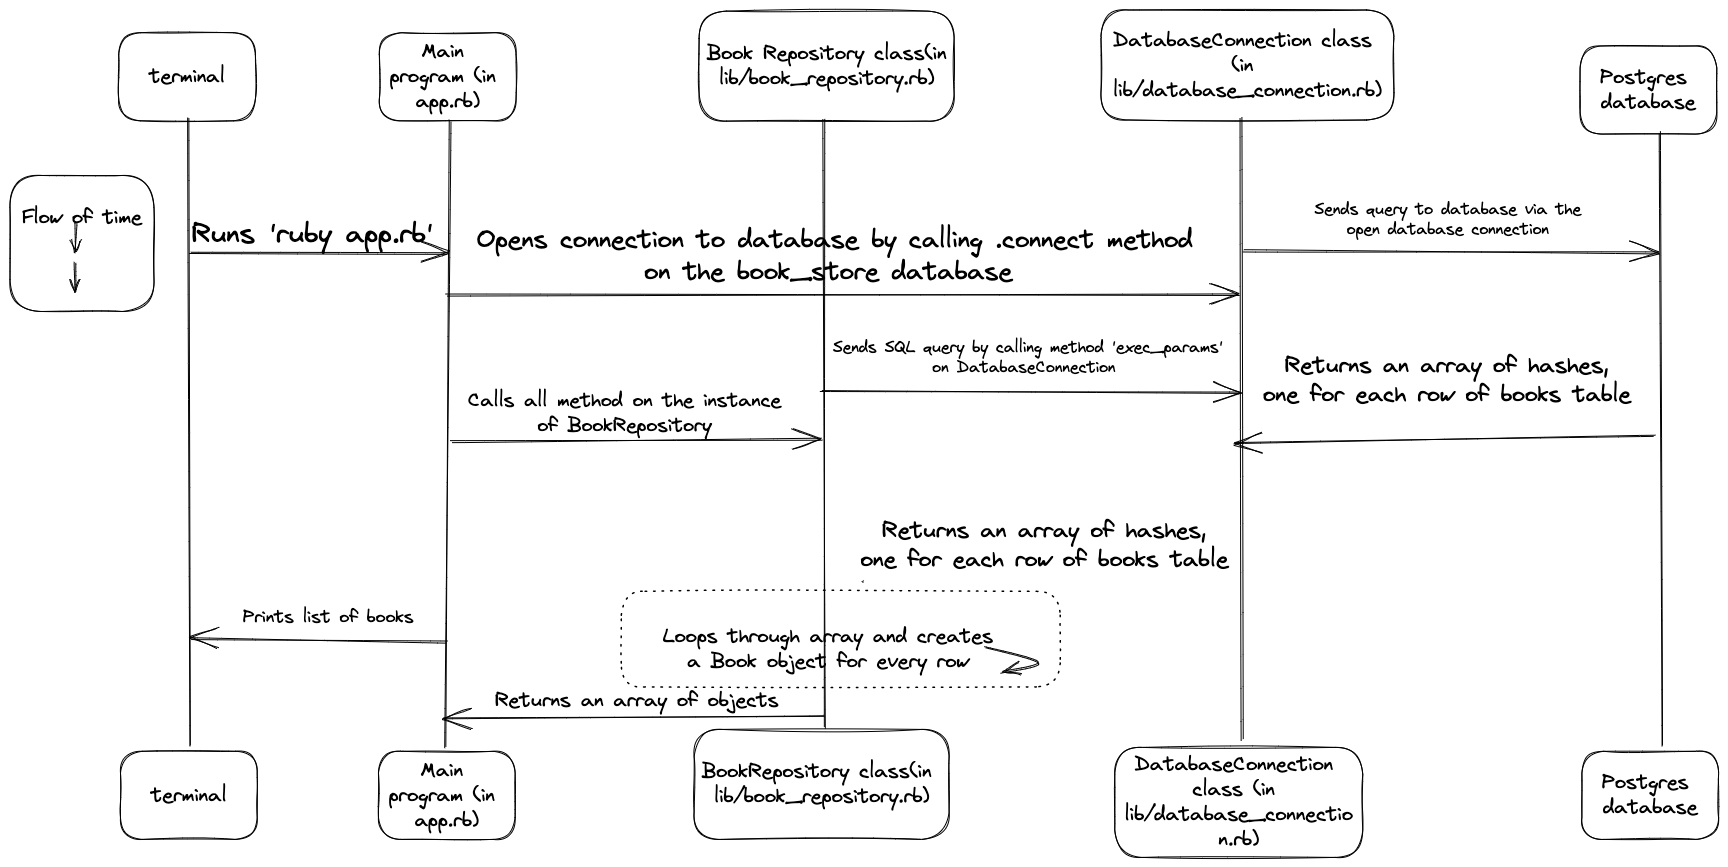 terminal
Main
program (in
app.rb)
Book Repository class(in
lib/book_repository.rb)
DatabaseConnection class
(in
lib/database_connection.rb)
Postgres
database
Flow of time
Runs 'ruby app.rb'
Opens connection to database by calling .connect method
on the book_store database
Sends query to database via the
open database connection
Sends SQL query by calling method 'exec_params'
on DatabaseConnection
Returns an array of hashes,
one for each row of books table
Calls all method on the instance
of BookRepository
Returns an array of hashes,
one for each row of books table
Prints list of books
Loops through array and creates
a Book object for every row
Returns an array of objects
terminal
Main
program (in
app.rb)
BookRepository class(in
lib/book_repository.rb)
DatabaseConnection
class (in
lib/database_connectio
n.rb)
Postgres
database